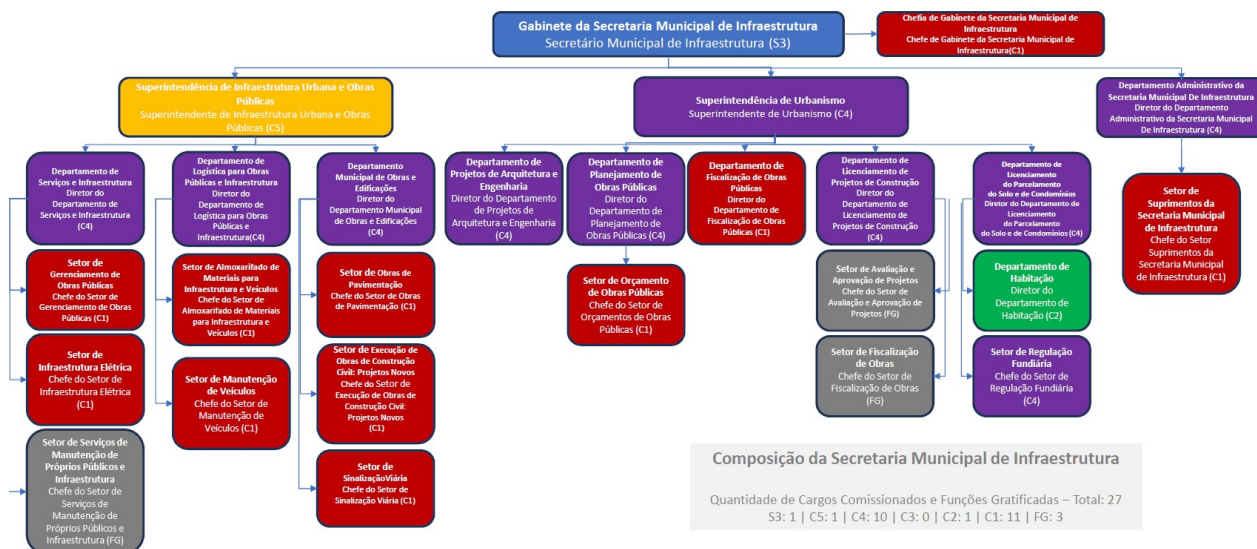 Gabinete da Secretaria Municipal de Infraestrutura
Secretário Municipal de Infraestrutura (S3)
Chefia de Gabinete da Secretaria Municipal de
Infraestrutura
Chefe de Gabinete da Secretaria Municipal de
Infraestrutura(C1)
Superintendência de Infraestrutura Urbana e Obras
Públicas
Superintendente de Infraestrutura Urbana e Obras
Públicas (C5)
Superintendência de Urbanismo
Superintendente de Urbanismo (C4)
Departamento Administrativo da
Secretaria Municipal De Infraestrutura
Diretor do Departamento
Administrativo da Secretaria Municipal
De Infraestrutura (C4)
Departamento de
Serviços e Infraestrutura
Diretor do
Departamento de
Serviços e Infraestrutura
(C4)
Departamento de
Logística para Obras
Públicas e Infraestrutura
Diretor do
Departamento de
Logística para Obras
Públicas e
Infraestrutura(C4)
Departamento
Municipal de Obras e
Edificações
Diretor do
Departamento Municipal
de Obras e Edificações
(C4)
Departamento de
Projetos de Arquitetura e
Engenharia
Diretor do Departamento
de Projetos de
Arquitetura e Engenharia
(C4)
Departamento de
Planejamento de
Obras Públicas
Diretor do
Departamento de
Planejamento de
Obras Públicas (C4)
Departamento de
Fiscalização de Obras
Públicas
Diretor do
Departamento de
Fiscalização de Obras
Públicas (C1)
Departamento de
Licenciamento de
Projetos de Construção
Diretor do
Departamento de
Licenciamento de
Projetos de Construção
(C4)
Departamento de
Licenciamento
do Parcelamento
do Solo e de Condomínios
Diretor do Departamento de
Licenciamento
do Parcelamento
do Solo e de Condomínios (C4)
Setor de
Suprimentos da
Secretaria Municipal
de Infraestrutura
Chefe do Setor
Suprimentos da
Secretaria Municipal
de Infraestrutura (C1)
Setor de
Gerenciamento de
Obras Públicas
Chefe do Setor de
Gerenciamento de Obras
Públicas (C1)
Setor de Almoxarifado de
Materiais para
Infraestrutura e Veículos
Chefe do Setor de
Almoxarifado de Materiais
para Infraestrutura e
Veículos (C1)
Setor de Obras de
Pavimentação
Chefe do Setor de Obras
de Pavimentação (C1)
Setor de Orçamento de
Obras Públicas
Chefe do Setor de
Orçamentos de Obras
Públicas (C1)
Setor de Avaliação e
Aprovação de Projetos
Chefe do Setor de
Avaliação e Aprovação de
Projetos (FG)
Departamento de
Habitação
Diretor do
Departamento de
Habitação (C2)
Setor de
Infraestrutura Elétrica
Chefe do Setor de
Infraestrutura Elétrica
(C1)
Setor de Manutenção
de Veículos
Chefe do Setor de
Manutenção de
Veículos (C1)
Setor de Execução de
Obras de Construção
Civil: Projetos Novos
Chefe do Setor de
Execução de Obras de
Construção Civil:
Projetos Novos
(C1)
Setor de Fiscalização de
Obras
Chefe do Setor de
Fiscalização de Obras
(FG)
Setor de Regulação
Fundiária
Chefe do Setor de
Regulação Fundiária
(C4)
Setor de Serviços de
Manutenção de
Próprios Públicos e
Infraestrutura
Chefe do Setor de
Serviços de
Manutenção de
Próprios Públicos e
Infraestrutura (FG)
Setor de
SinalizaçãoViária
Chefe do Setor de
Sinalização Viária (C1)
Composição da Secretaria Municipal de Infraestrutura
Quantidade de Cargos Comissionados e Funções Gratificadas – Total: 27
S3: 1 | C5: 1 | C4: 10 | C3: 0 | C2: 1 | C1: 11 | FG: 3